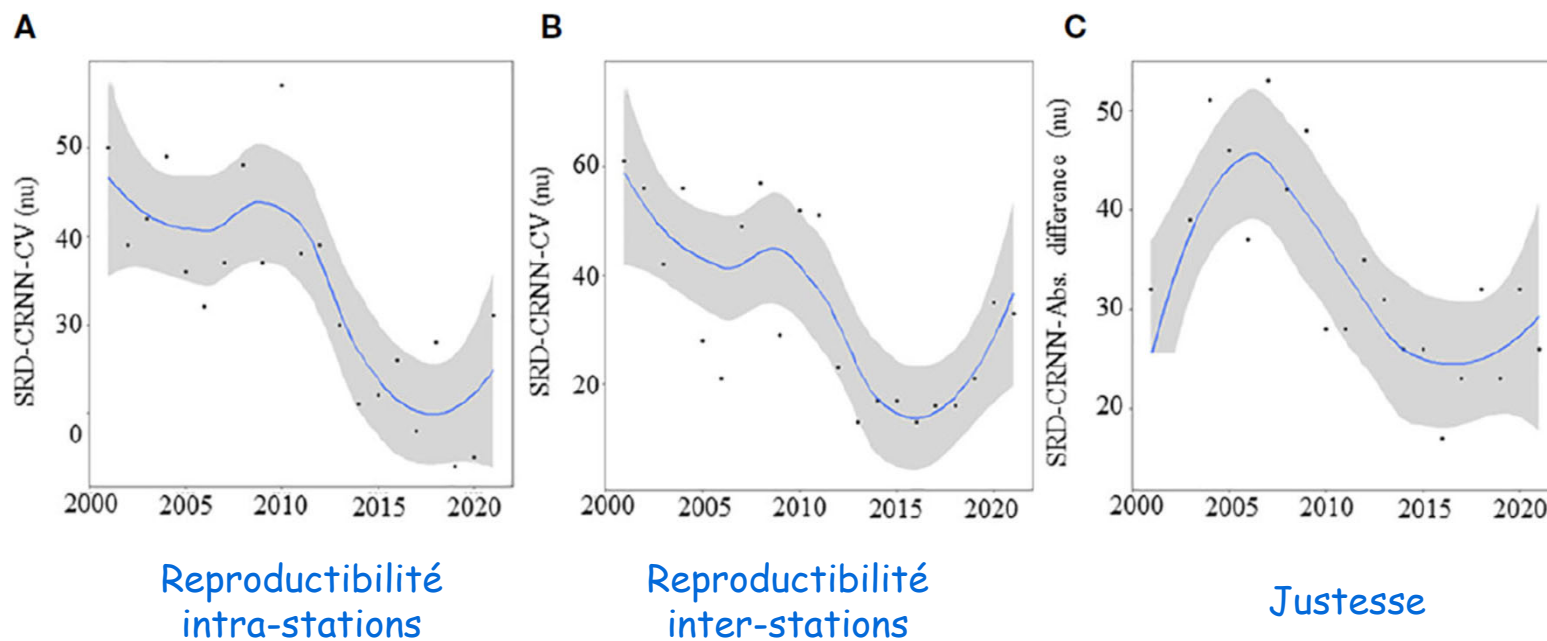 A
B
C
SRD-CRNN-CV (nu)
50
40
30
0
2000 2005 2010 2015 2020
SRD-CRNN-CV (nu)
60
40
20
2000 2005 2010 2015 2020
SRD-CRNN-Abs. difference (nu)
50
40
30
20
2000 2005 2010 2015 2020
Reproductibilité
intra-stations
Reproductibilité
inter-stations
Justesse